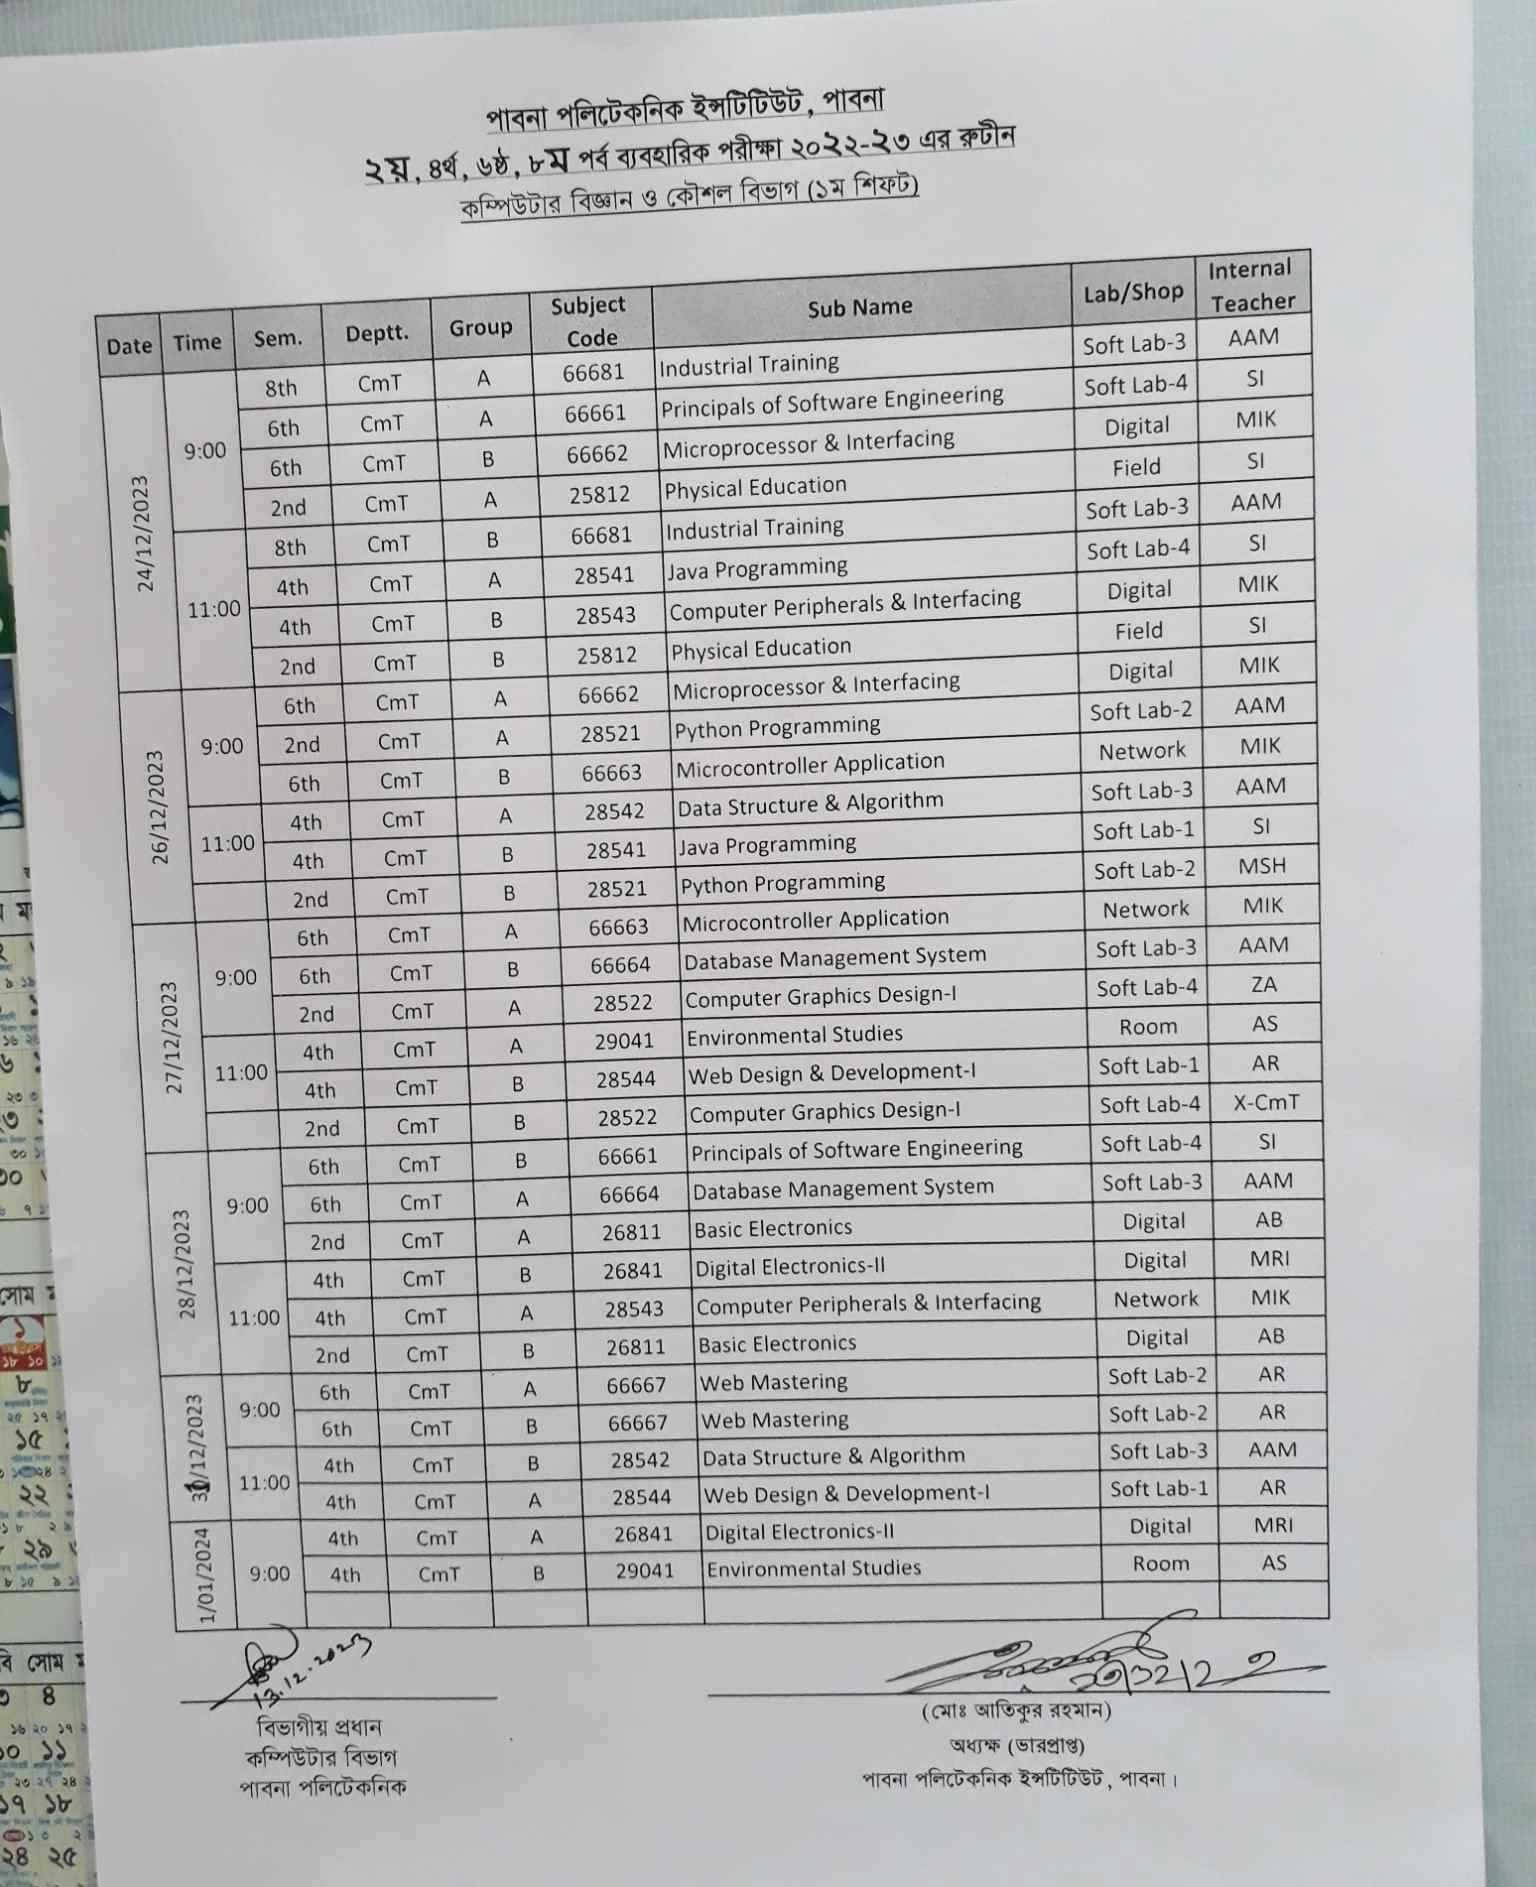 পাবনা পলিটেকনিক ইন্সটিটিউট, পাবনা
২য়, ৪র্থ, ৬ষ্ঠ, ৮ম পর্ব ব্যবহারিক পরীক্ষা ২০২২-২৩ এর রুটীন
কম্পিউটার বিজ্ঞান ও কৌশল বিভাগ (১ম শিফট)
Date Time Sem. Deptt. Group Subject Code Sub Name Lab/Shop Internal Teacher
24/12/2023 9:00 8th CmT A 66681 Industrial Training Soft Lab-3 AAM
6th CmT A 66661 Principals of Software Engineering Soft Lab-4 SI
6th CmT B 66662 Microprocessor & Interfacing Digital MIK
2nd CmT A 25812 Physical Education Field SI
11:00 8th CmT B 66681 Industrial Training Soft Lab-3 AAM
4th CmT A 28541 Java Programming Soft Lab-4 SI
4th CmT B 28543 Computer Peripherals & Interfacing Digital MIK
2nd CmT B 25812 Physical Education Field SI
26/12/2023 9:00 6th CmT A 66662 Microprocessor & Interfacing Digital MIK
2nd CmT A 28521 Python Programming Soft Lab-2 AAM
6th CmT B 66663 Microcontroller Application Network MIK
11:00 4th CmT A 28542 Data Structure & Algorithm Soft Lab-3 AAM
4th CmT B 28541 Java Programming Soft Lab-1 SI
2nd CmT B 28521 Python Programming Soft Lab-2 MSH
27/12/2023 9:00 6th CmT A 66663 Microcontroller Application Network MIK
6th CmT B 66664 Database Management System Soft Lab-3 AAM
2nd CmT A 28522 Computer Graphics Design-I Soft Lab-4 ZA
11:00 4th CmT A 29041 Environmental Studies Room AS
4th CmT B 28544 Web Design & Development-I Soft Lab-1 AR
2nd CmT B 28522 Computer Graphics Design-I Soft Lab-4 X-CmT
28/12/2023 9:00 6th CmT B 66661 Principals of Software Engineering Soft Lab-4 SI
6th CmT A 66664 Database Management System Soft Lab-3 AAM
2nd CmT A 26811 Basic Electronics Digital AB
11:00 4th CmT B 26841 Digital Electronics-II Digital MRI
4th CmT A 28543 Computer Peripherals & Interfacing Network MIK
2nd CmT B 26811 Basic Electronics Digital AB
31/12/2023 9:00 6th CmT A 66667 Web Mastering Soft Lab-2 AR
6th CmT B 66667 Web Mastering Soft Lab-2 AR
11:00 4th CmT B 28542 Data Structure & Algorithm Soft Lab-3 AAM
4th CmT A 28544 Web Design & Development-I Soft Lab-1 AR
1/01/2024 9:00 4th CmT A 26841 Digital Electronics-II Digital MRI
4th CmT B 29041 Environmental Studies Room AS
13.12.2023
বিভাগীয় প্রধান
কম্পিউটার বিভাগ
পাবনা পলিটেকনিক
(মোঃ আতিকুর রহমান)
অধ্যক্ষ (ভারপ্রাপ্ত)
পাবনা পলিটেকনিক ইন্সটিটিউট, পাবনা।